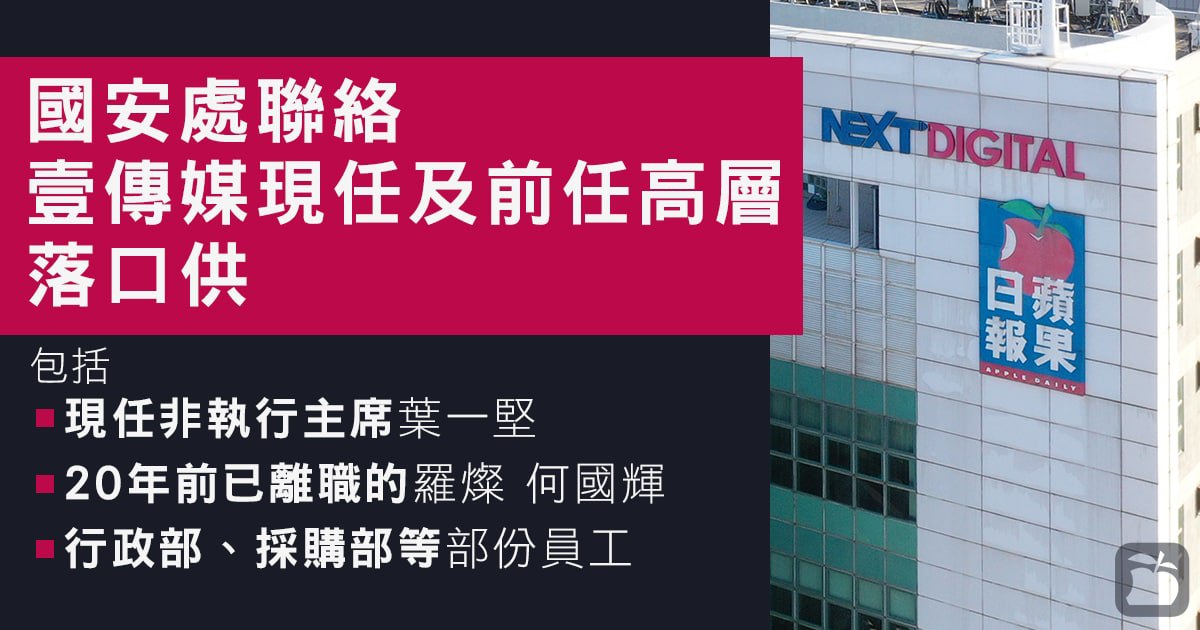 國安處聯絡
壹傳媒現任及前任高層
落口供
包括
現任非執行主席葉一堅
20年前已離職的羅燦 何國輝
行政部、採購部等部份員工
NEXT DIGITAL
蘋果
日報
APPLE DAILY